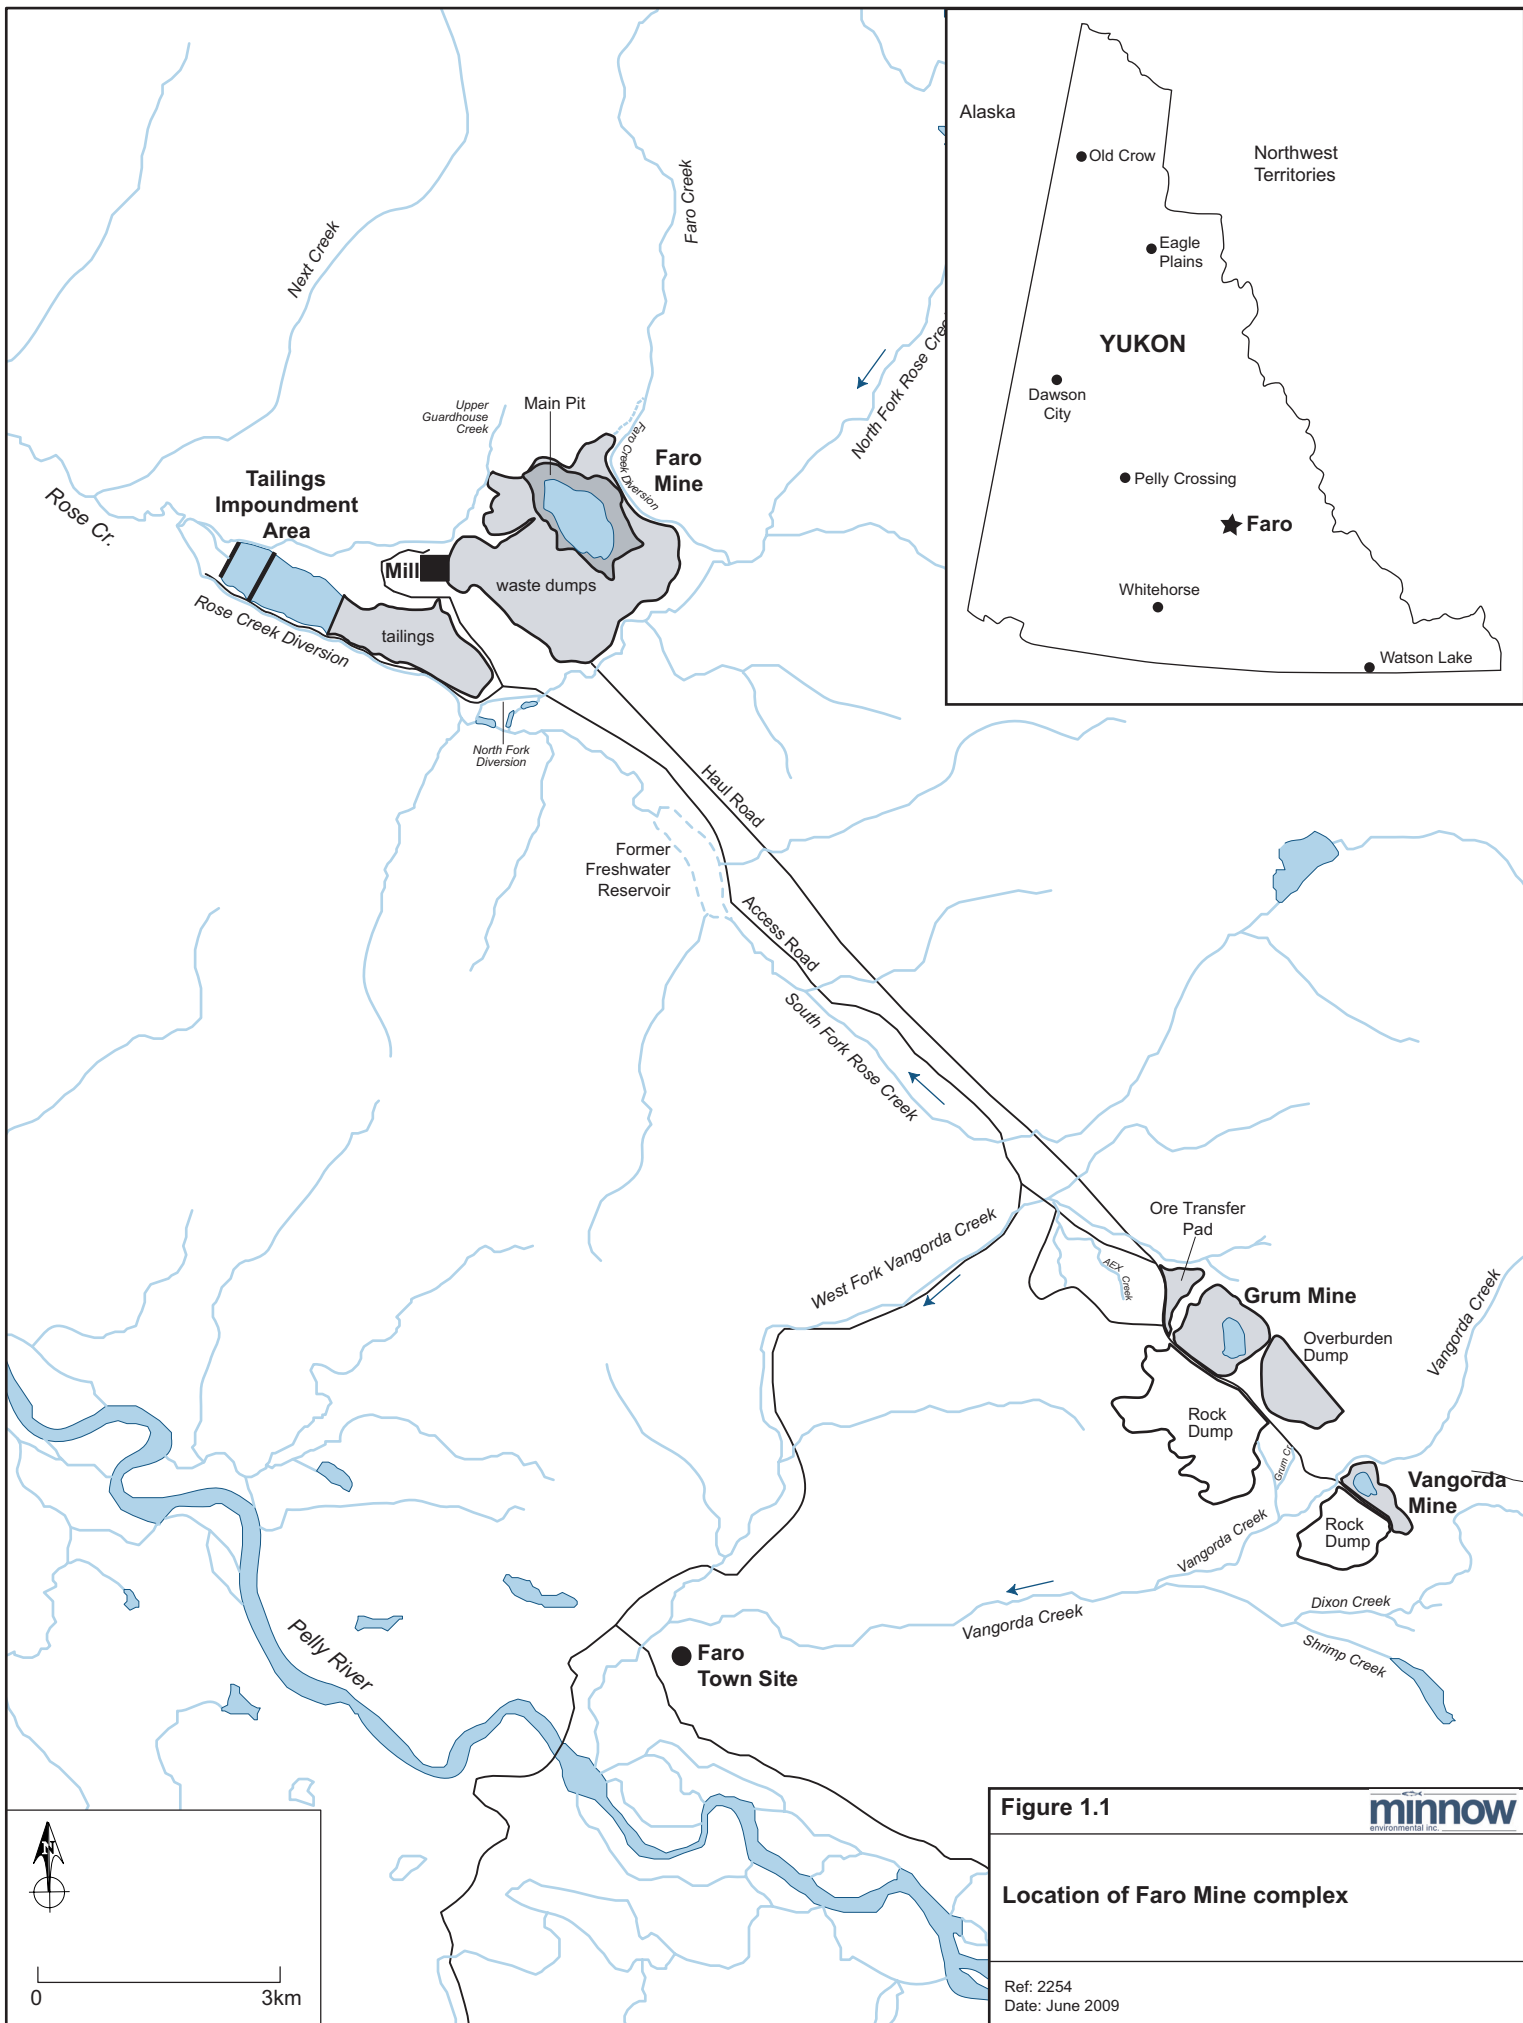 Alaska
Old Crow
Northwest
Territories
Eagle
Plains
YUKON
Dawson
City
Pelly Crossing
Faro
Whitehorse
Watson Lake
Next Creek
Faro Creek
North Fork Rose Cree
Upper
Guardhouse
Creek
Main Pit
Faro Creek Diversion
Faro
Mine
Tailings
Impoundment
Area
Rose Cr.
Mill
waste dumps
tailings
Rose Creek Diversion
North Fork
Diversion
Haul Road
Former
Freshwater
Reservoir
Access Road
South Fork Rose Creek
West Fork Vangorda Creek
Ore Transfer
Pad
AEX Creek
Grum Mine
Overburden
Dump
Vangorda Creek
Rock
Dump
Grum Cr.
Vangorda
Mine
Rock
Dump
Vangorda Creek
Dixon Creek
Vangorda Creek
Shrimp Creek
Faro
Town Site
Pelly River
N
0
3km
Figure 1.1
minnow
environmental inc.
Location of Faro Mine complex
Ref: 2254
Date: June 2009